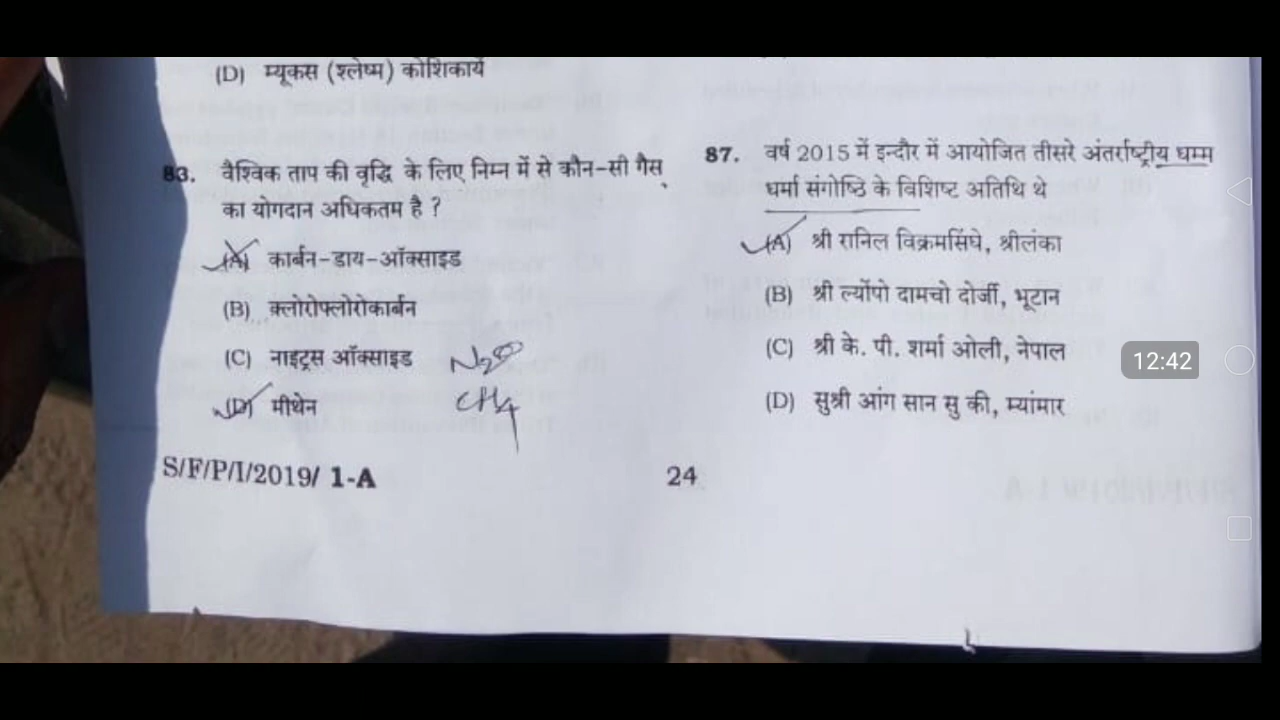 (D) म्यूकस (श्लेष्म) कोशिकायें
83. वैश्विक ताप की वृद्धि के लिए निम्न में से कौन-सी गैस
का योगदान अधिकतम है ?
(A) कार्बन-डाय-ऑक्साइड
(B) क़्लोरोफ्लोरोकार्बन
(C) नाइट्रस ऑक्साइड
N₂O
(D) मीथेन
CH4
S/F/P/I/2019/ 1-A
24
87. वर्ष 2015 में इन्दौर में आयोजित तीसरे अंतर्राष्ट्रीय धम्म
धर्मा संगोष्ठि के विशिष्ट अतिथि थे
(A) श्री रानिल विक्रमसिंघे, श्रीलंका
(B) श्री ल्योंपो दामचो दोर्जी, भूटान
(C) श्री के. पी. शर्मा ओली, नेपाल
(D) सुश्री आंग सान सु की, म्यांमार
12:42